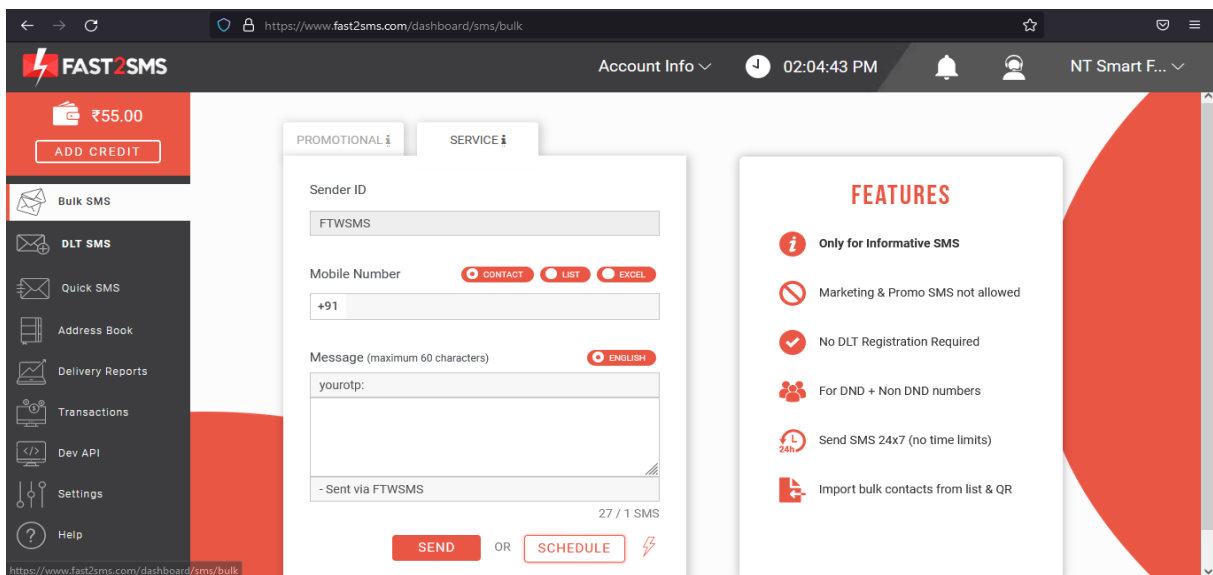 https://www.fast2sms.com/dashboard/sms/bulk
FAST2SMS
Account Info
02:04:43 PM
NT Smart F...
₹55.00
ADD CREDIT
Bulk SMS
DLT SMS
Quick SMS
Address Book
Delivery Reports
Transactions
Dev API
Settings
Help
https://www.fast2sms.com/dashboard/sms/bulk
PROMOTIONAL i
SERVICE i
Sender ID
FTWSMS
Mobile Number
CONTACT LIST EXCEL
+91
Message (maximum 60 characters)
ENGLISH
yourotp:
- Sent via FTWSMS
27 / 1 SMS
SEND OR SCHEDULE
FEATURES
Only for Informative SMS
Marketing & Promo SMS not allowed
No DLT Registration Required
For DND + Non DND numbers
24h
Send SMS 24x7 (no time limits)
Import bulk contacts from list & QR